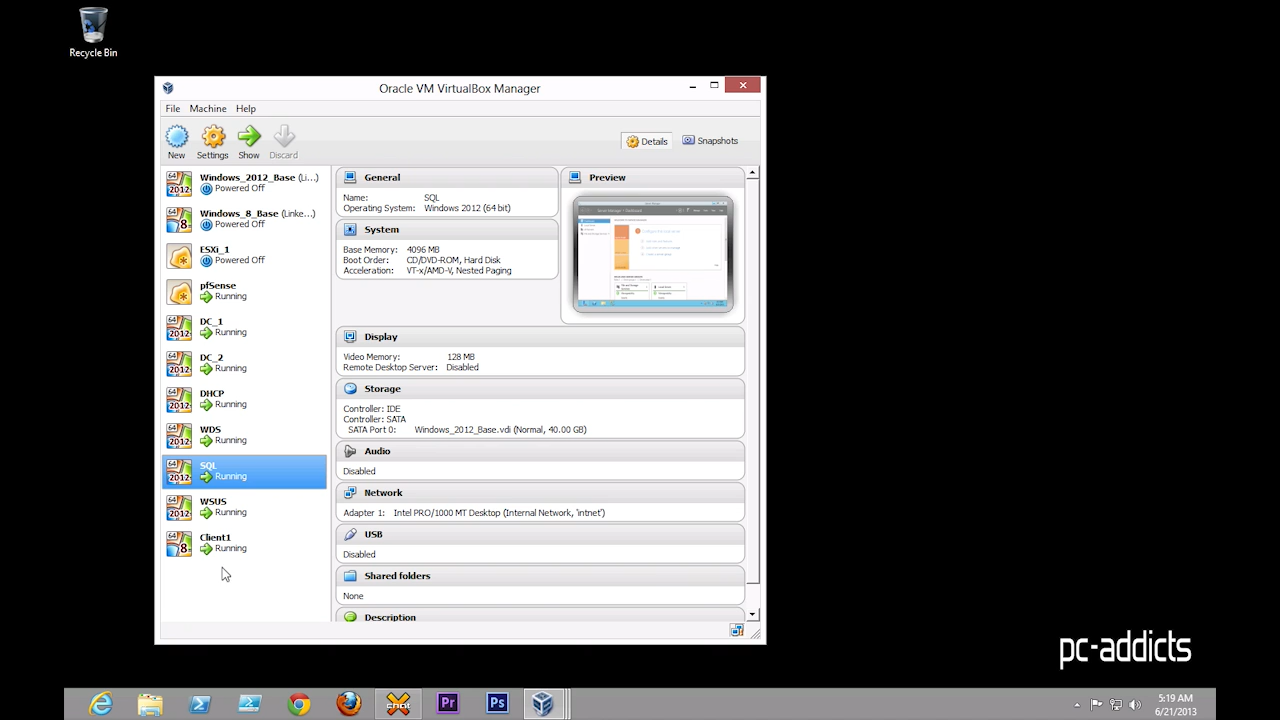 Recycle Bin
Oracle VM VirtualBox Manager
File Machine Help
New Settings Show Discard
Details Snapshots
Windows_2012_Base (Li...)
Powered Off
Windows_8_Base (Linke...)
Powered Off
ESXi_1
Powered Off
pfSense
Running
DC_1
Running
DC_2
Running
DHCP
Running
WDS
Running
SQL
Running
WSUS
Running
Client1
Running
General
Name: SQL
Operating System: Windows 2012 (64 bit)
System
Base Memory: 4096 MB
Boot Order: CD/DVD-ROM, Hard Disk
Acceleration: VT-x/AMD-V, Nested Paging
Preview
Display
Video Memory: 128 MB
Remote Desktop Server: Disabled
Storage
Controller: IDE
Controller: SATA
SATA Port 0: Windows_2012_Base.vdi (Normal, 40.00 GB)
Audio
Disabled
Network
Adapter 1: Intel PRO/1000 MT Desktop (Internal Network, 'intnet')
USB
Disabled
Shared folders
None
Description
pc-addicts
Pr
Ps
5:19 AM
6/21/2013